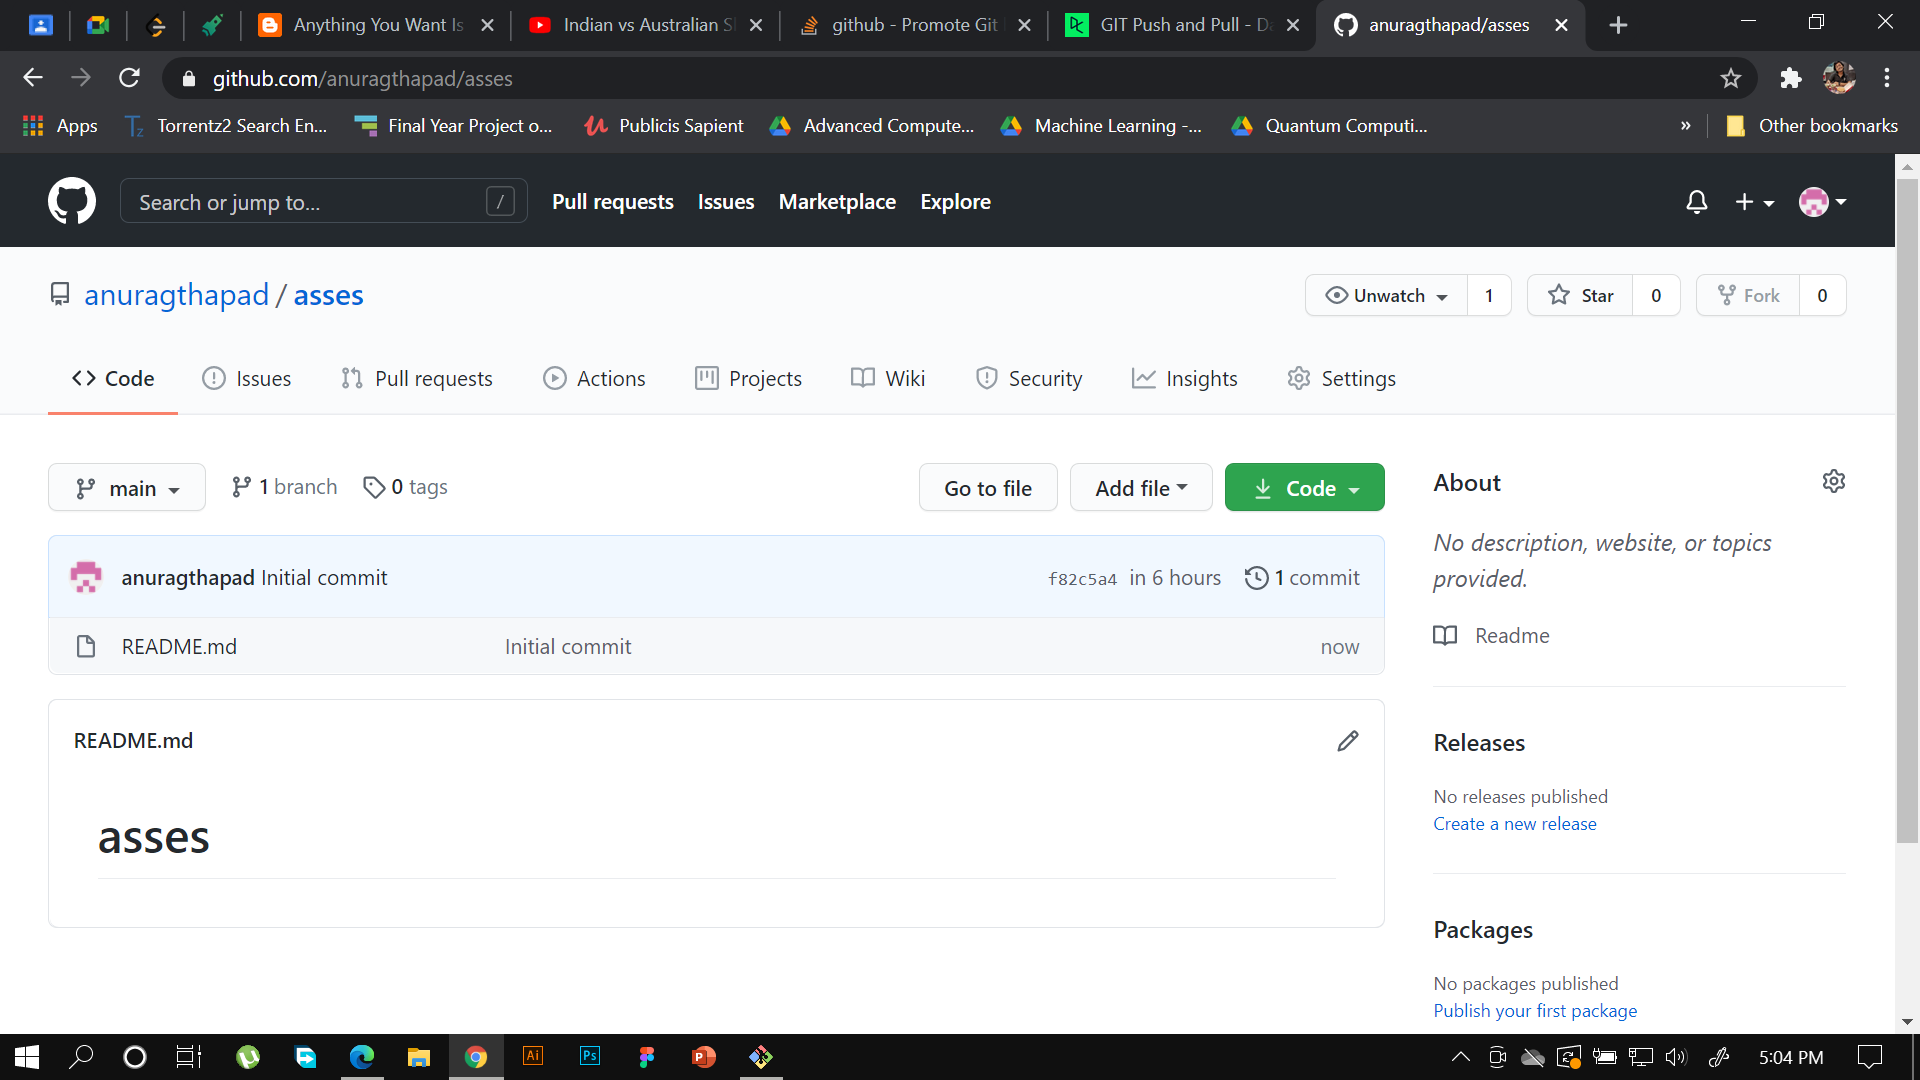 Anything You Want Is
Indian vs Australian S
github - Promote Git
GIT Push and Pull - Da
anuragthapad/asses
github.com/anuragthapad/asses
Apps
Torrentz2 Search En...
Final Year Project o...
Publicis Sapient
Advanced Compute...
Machine Learning -...
Quantum Computi...
»
Other bookmarks
Search or jump to...
/
Pull requests
Issues
Marketplace
Explore
anuragthapad / asses
Unwatch
1
Star
0
Fork
0
Code
Issues
Pull requests
Actions
Projects
Wiki
Security
Insights
Settings
main
1 branch
0 tags
Go to file
Add file
Code
anuragthapad Initial commit
f82c5a4 in 6 hours
1 commit
README.md
Initial commit
now
README.md
asses
About
No description, website, or topics
provided.
Readme
Releases
No releases published
Create a new release
Packages
No packages published
Publish your first package
Ai
Ps
5:04 PM